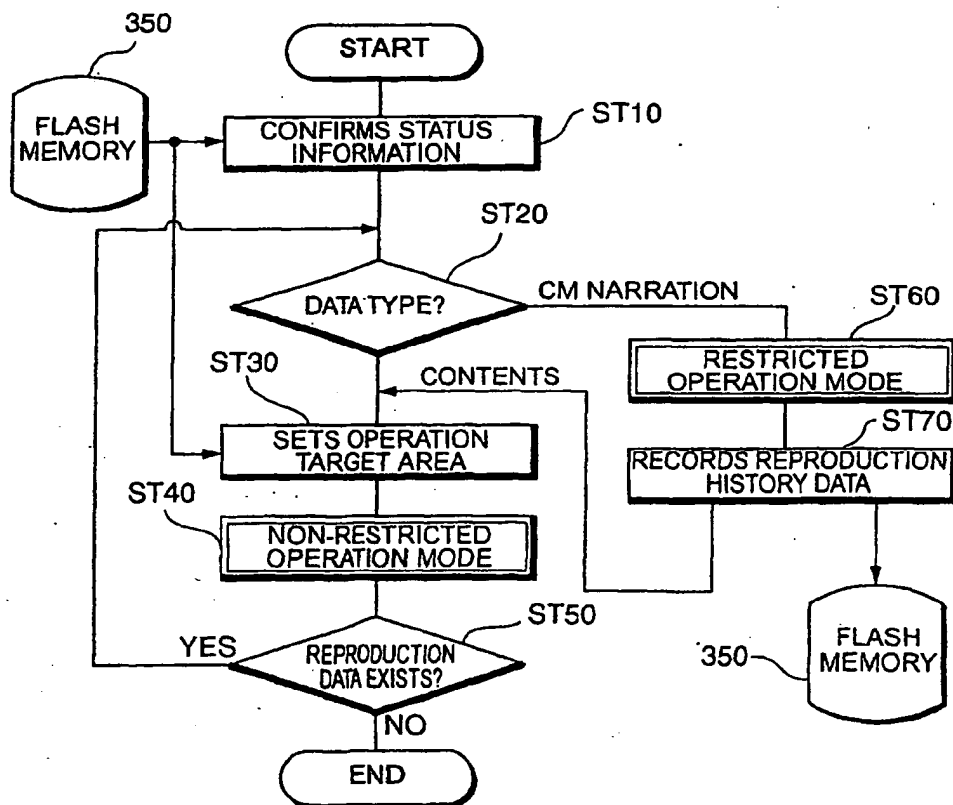 350
START
FLASH
MEMORY
CONFIRMS STATUS
INFORMATION
ST10
ST20
DATA TYPE?
CM NARRATION
ST60
RESTRICTED
OPERATION MODE
ST30
CONTENTS
ST70
SETS OPERATION
TARGET AREA
RECORDS REPRODUCTION
HISTORY DATA
ST40
NON-RESTRICTED
OPERATION MODE
ST50
YES
REPRODUCTION
DATA EXISTS?
NO
350
FLASH
MEMORY
END